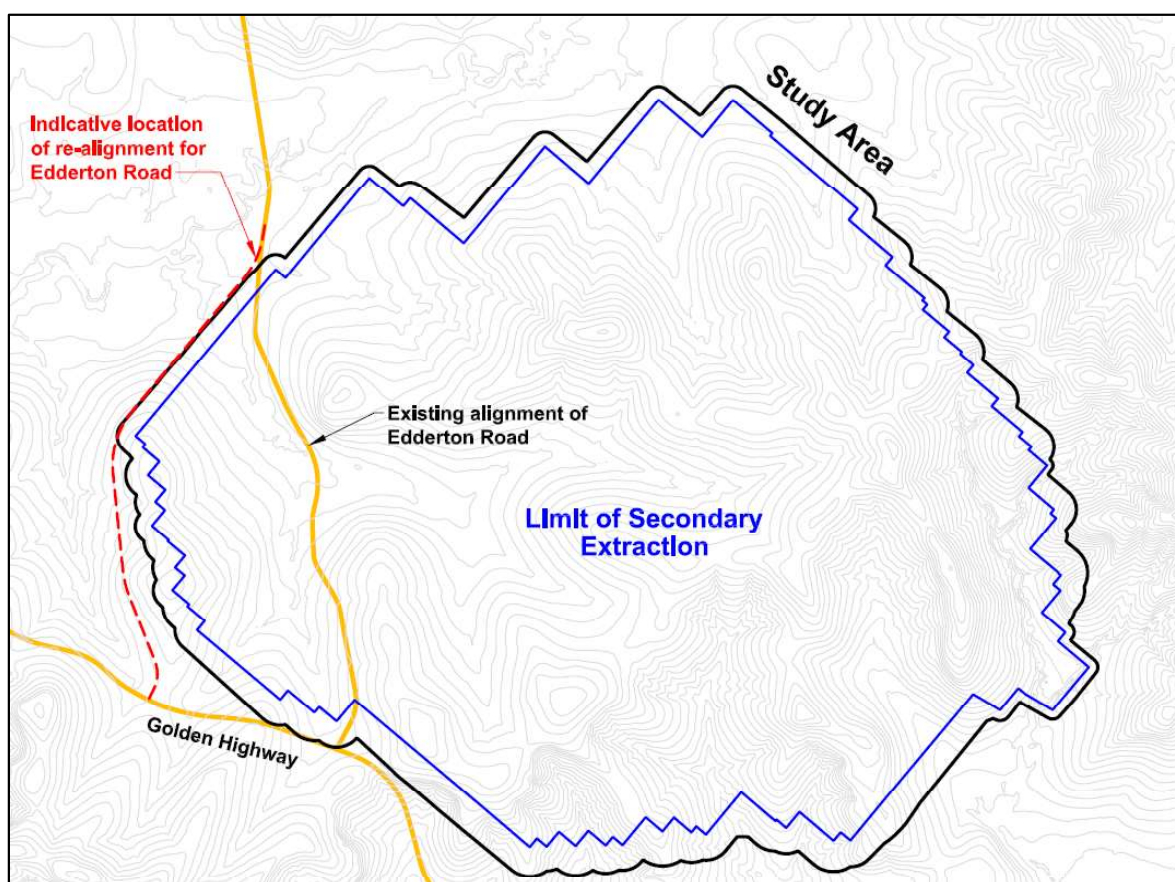 Study Area
Indicative location
of re-alignment for
Edderton Road
Existing alignment of
Edderton Road
Limit of Secondary
Extraction
Golden Highway